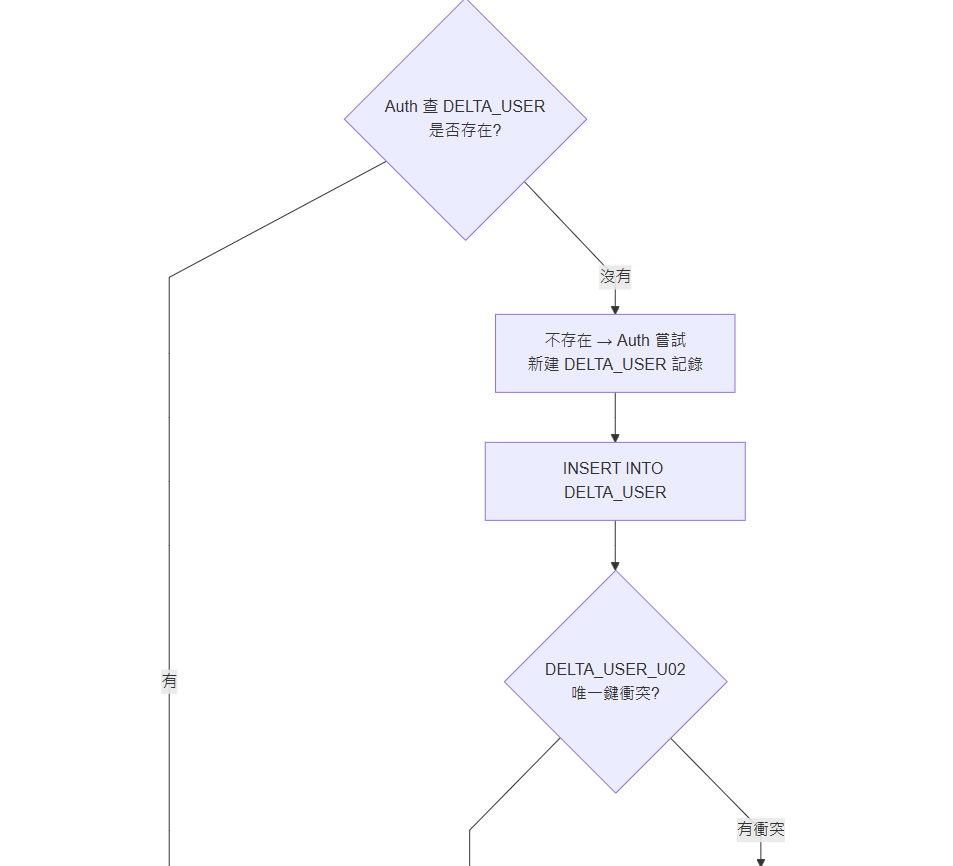 Auth 查 DELTA_USER
是否存在?
沒有
不存在 → Auth 嘗試
新建 DELTA_USER 記錄
INSERT INTO
DELTA_USER
DELTA_USER_U02
唯一鍵衝突?
有
有衝突